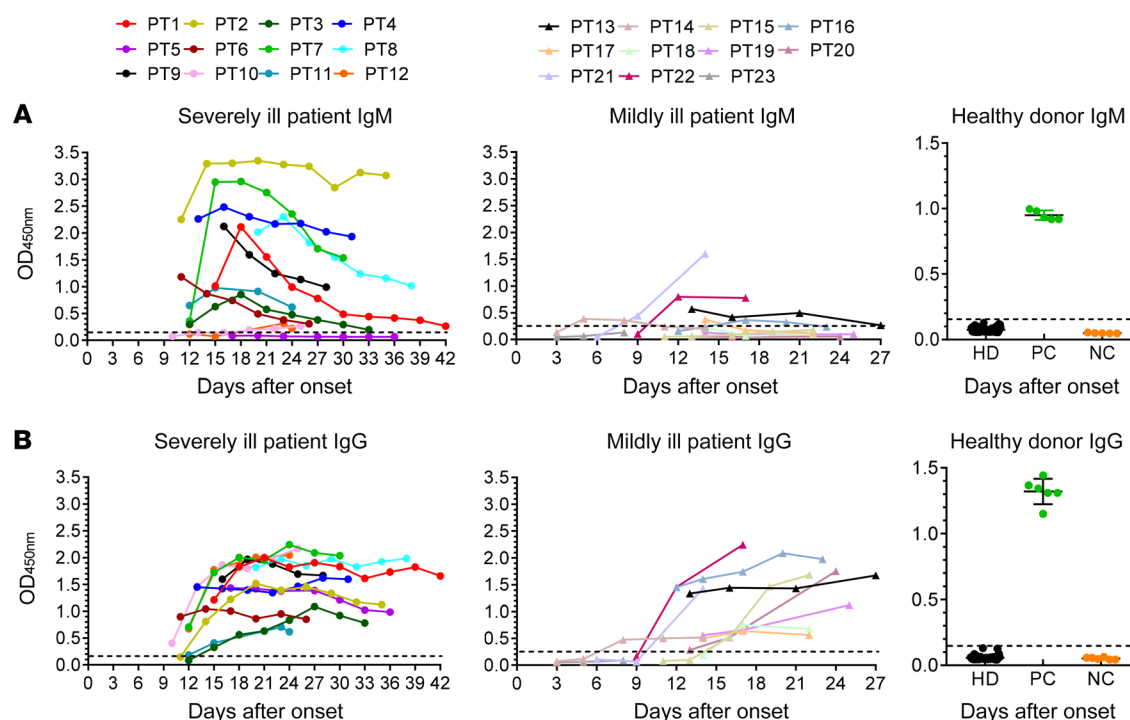 PT1 PT2 PT3 PT4 PT13 PT14 PT15 PT16
PT5 PT6 PT7 PT8 PT17 PT18 PT19 PT20
PT9 PT10 PT11 PT12 PT21 PT22 PT23
A Severely ill patient IgM Mildly ill patient IgM Healthy donor IgM
OD450nm
3.5
3.0
2.5
2.0
1.5
1.0
0.5
0.0
0 3 6 9 12 15 18 21 24 27 30 33 36 39 42
Days after onset
3.5
3.0
2.5
2.0
1.5
1.0
0.5
0.0
0 3 6 9 12 15 18 21 24 27
Days after onset
1.5
1.0
0.5
0.0
HD PC NC
Days after onset
B Severely ill patient IgG Mildly ill patient IgG Healthy donor IgG
OD450nm
3.5
3.0
2.5
2.0
1.5
1.0
0.5
0.0
0 3 6 9 12 15 18 21 24 27 30 33 36 39 42
Days after onset
3.5
3.0
2.5
2.0
1.5
1.0
0.5
0.0
0 3 6 9 12 15 18 21 24 27
Days after onset
1.5
1.0
0.5
0.0
HD PC NC
Days after onset